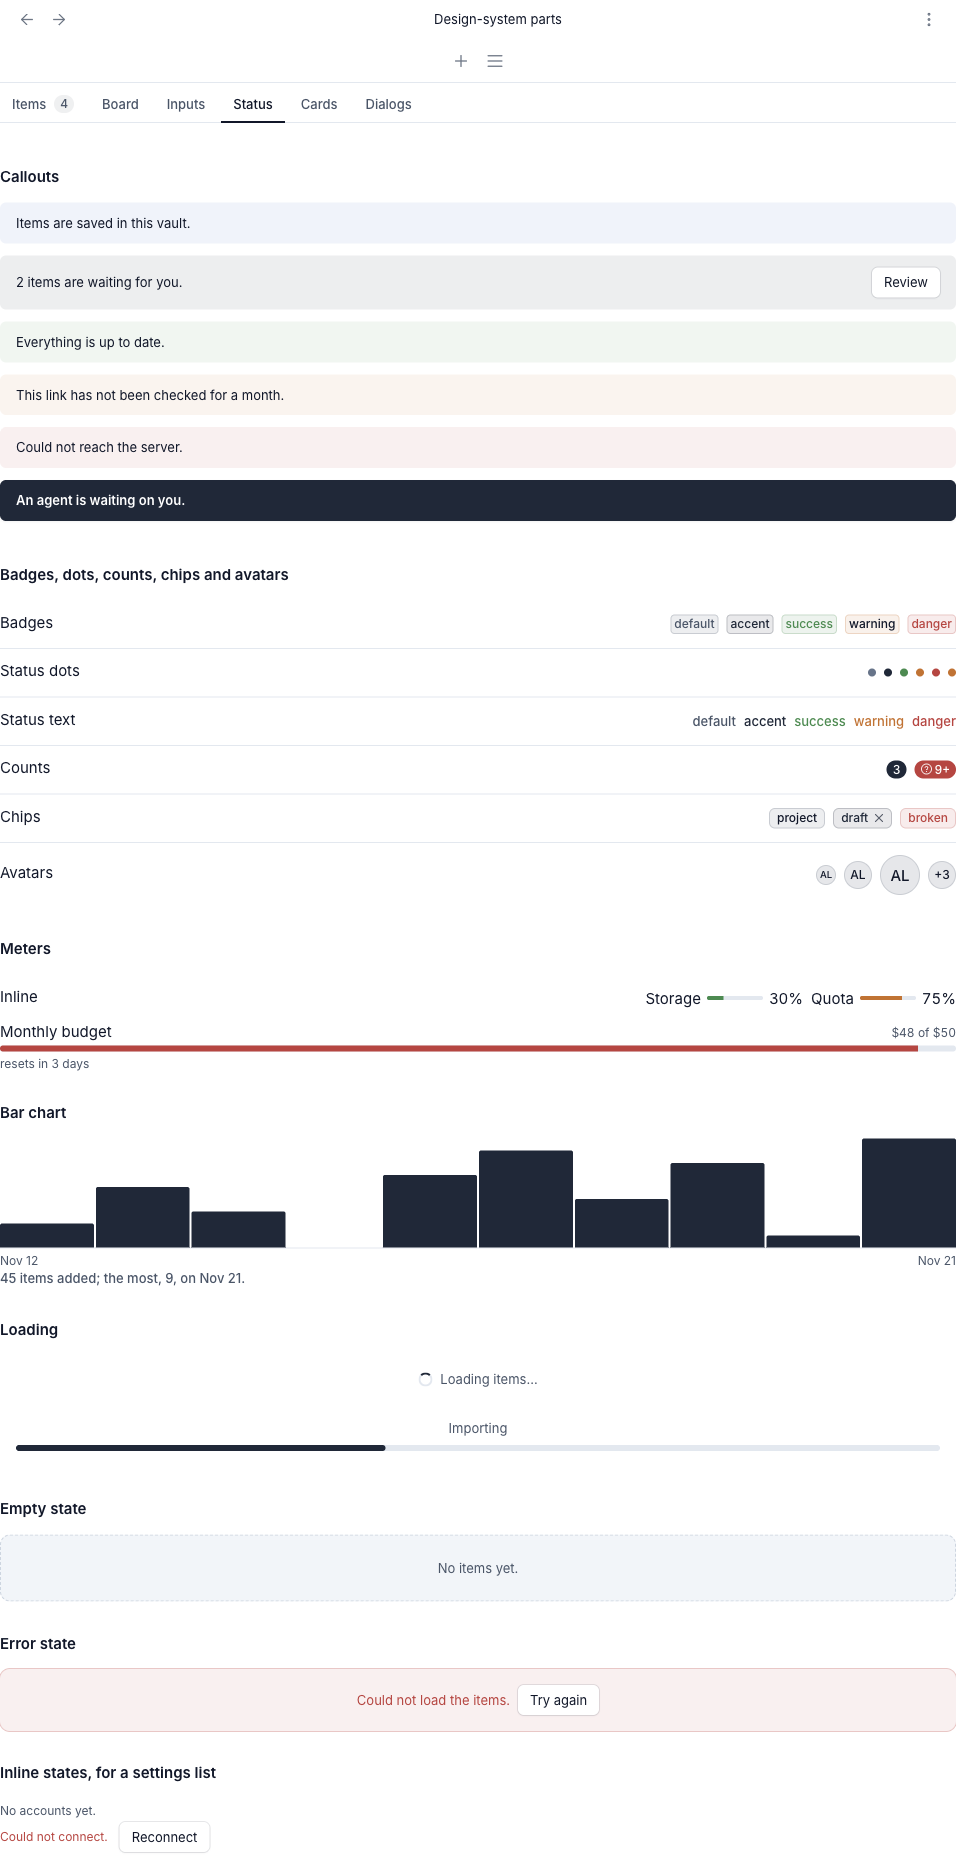 Design-system parts
Items 4 Board Inputs Status Cards Dialogs
Callouts
Items are saved in this vault.
2 items are waiting for you. Review
Everything is up to date.
This link has not been checked for a month.
Could not reach the server.
An agent is waiting on you.
Badges, dots, counts, chips and avatars
Badges default accent success warning danger
Status dots
Status text default accent success warning danger
Counts 3 9+
Chips project draft broken
Avatars AL AL AL +3
Meters
Inline Storage 30% Quota 75%
Monthly budget $48 of $50
resets in 3 days
Bar chart
Nov 12 Nov 21
45 items added; the most, 9, on Nov 21.
Loading
Loading items...
Importing
Empty state
No items yet.
Error state
Could not load the items. Try again
Inline states, for a settings list
No accounts yet.
Could not connect. Reconnect